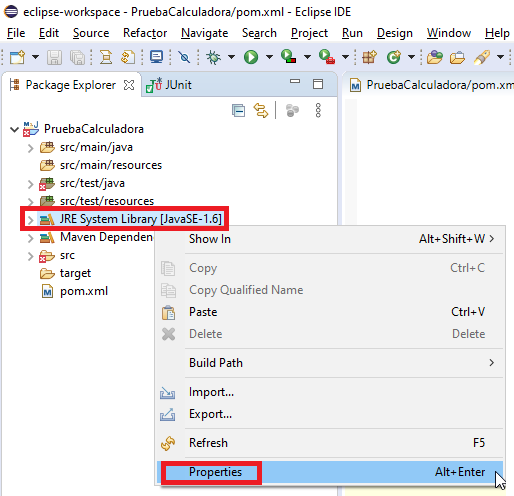 eclipse-workspace - PruebaCalculadora/pom.xml - Eclipse IDE
File Edit Source Refactor Navigate Search Project Run Design Window Help
Package Explorer JUnit PruebaCalculadora/pom.xm
PruebaCalculadora
src/main/java
src/main/resources
src/test/java
src/test/resources
JRE System Library [JavaSE-1.6]
Maven Dependen
src
target
pom.xml
Show In Alt+Shift+W >
Copy Ctrl+C
Copy Qualified Name
Paste Ctrl+V
Delete Delete
Build Path >
Import...
Export...
Refresh F5
Properties Alt+Enter